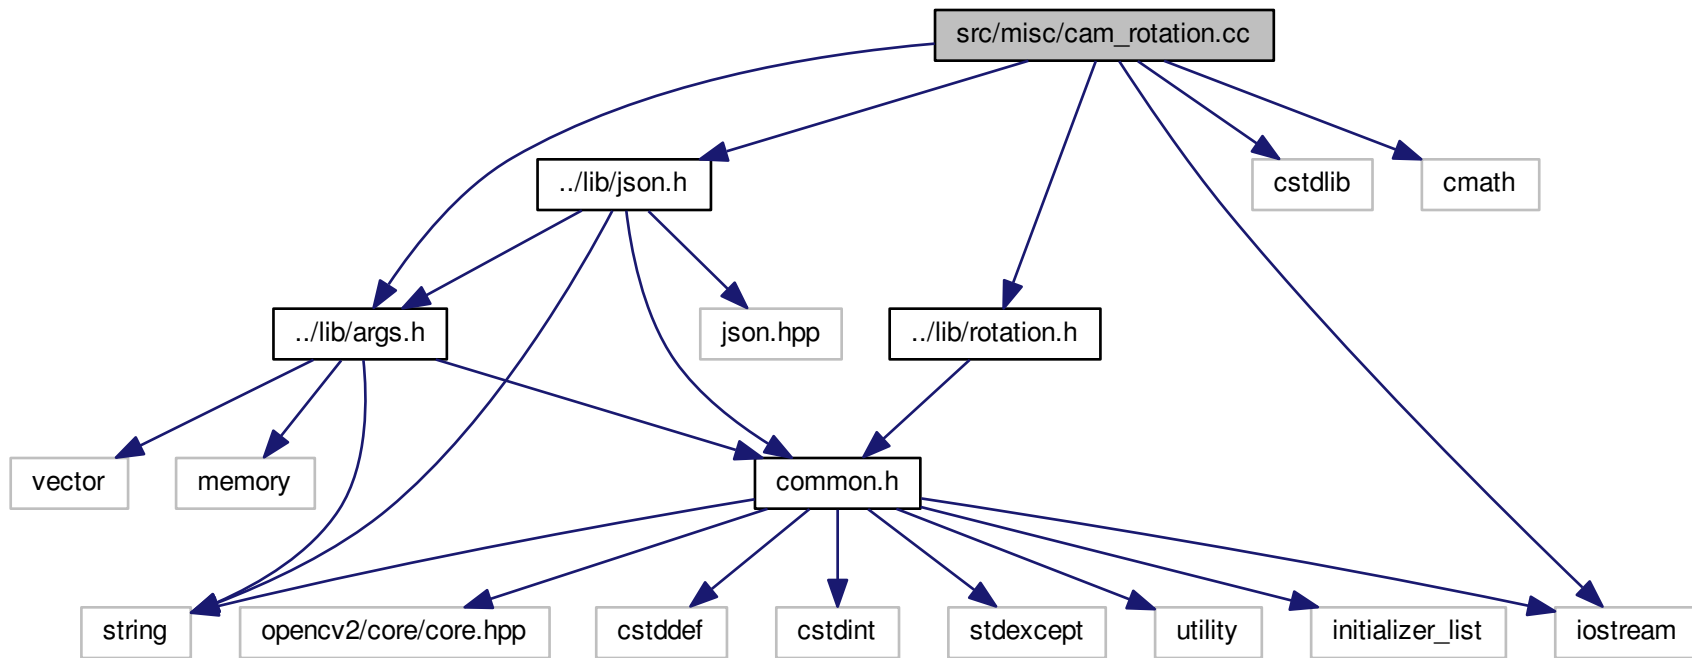 src/misc/cam_rotation.cc
../lib/json.h
cstdlib
cmath
../lib/args.h
json.hpp
../lib/rotation.h
vector
memory
common.h
string
opencv2/core/core.hpp
cstddef
cstdint
stdexcept
utility
initializer_list
iostream